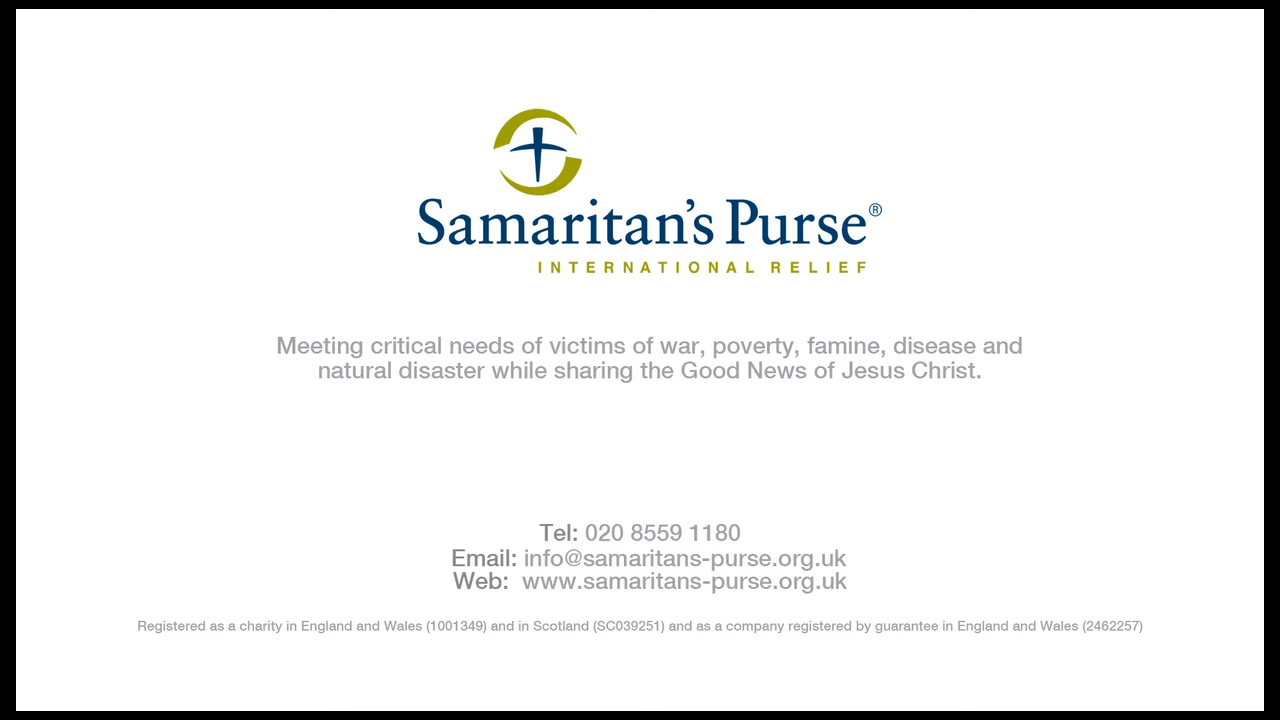 Samaritan's Purse®
INTERNATIONAL RELIEF
Meeting critical needs of victims of war, poverty, famine, disease and
natural disaster while sharing the Good News of Jesus Christ.
Tel: 020 8559 1180
Email: info@samaritans-purse.org.uk
Web: www.samaritans-purse.org.uk
Registered as a charity in England and Wales (1001349) and in Scotland (SC039251) and as a company registered by guarantee in England and Wales (2462257)